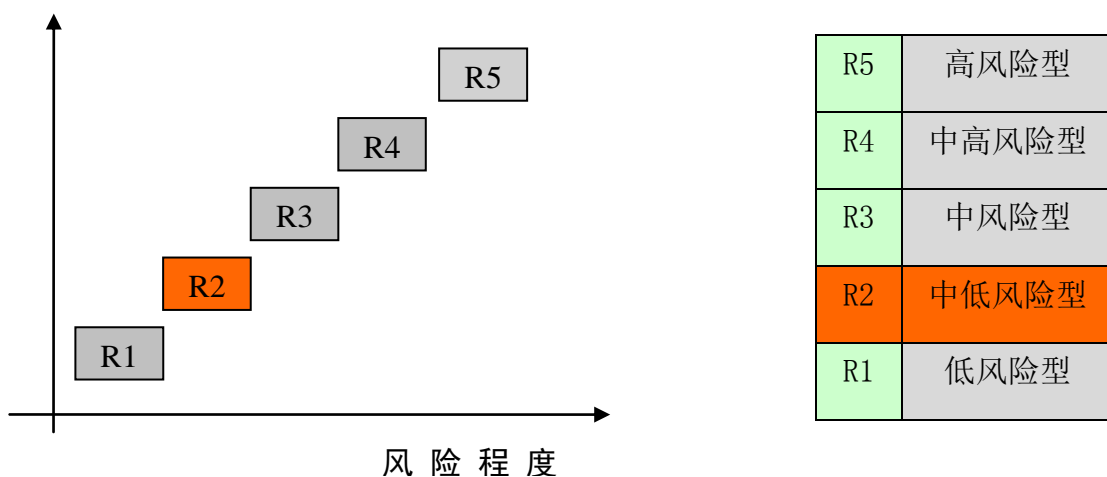 R5
R4
R3
R2
R1
风险程度
R5 高风险型
R4 中高风险型
R3 中风险型
R2 中低风险型
R1 低风险型